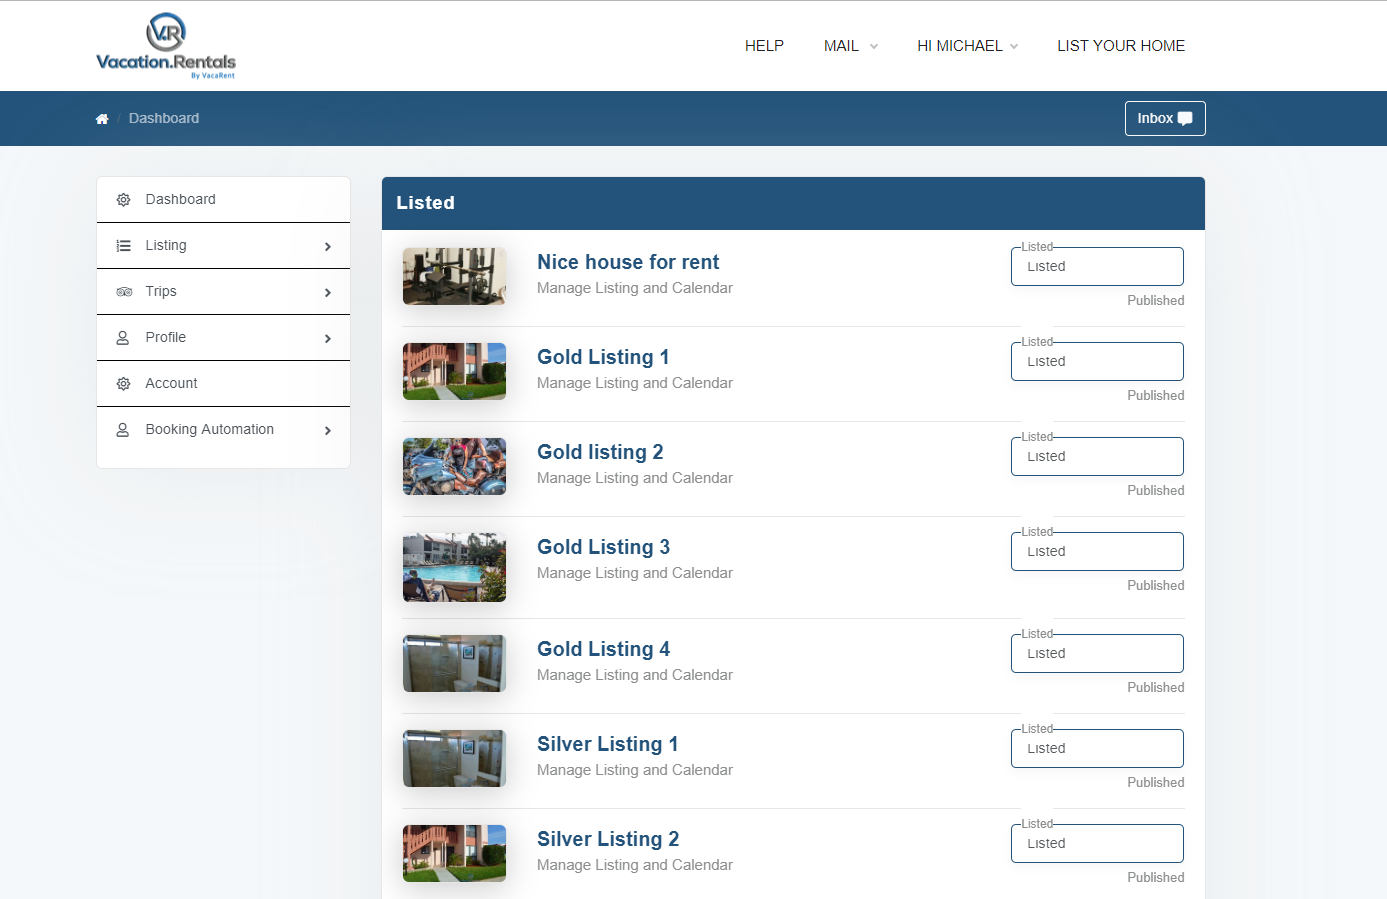 VR
Vacation.Rentals
By VacaRent
HELP
MAIL
HI MICHAEL
LIST YOUR HOME
/ Dashboard
Inbox
Dashboard
Listing
Trips
Profile
Account
Booking Automation
Listed
Nice house for rent
Manage Listing and Calendar
Listed
Listed
Published
Gold Listing 1
Manage Listing and Calendar
Listed
Listed
Published
Gold listing 2
Manage Listing and Calendar
Listed
Listed
Published
Gold Listing 3
Manage Listing and Calendar
Listed
Listed
Published
Gold Listing 4
Manage Listing and Calendar
Listed
Listed
Published
Silver Listing 1
Manage Listing and Calendar
Listed
Listed
Published
Silver Listing 2
Manage Listing and Calendar
Listed
Listed
Published